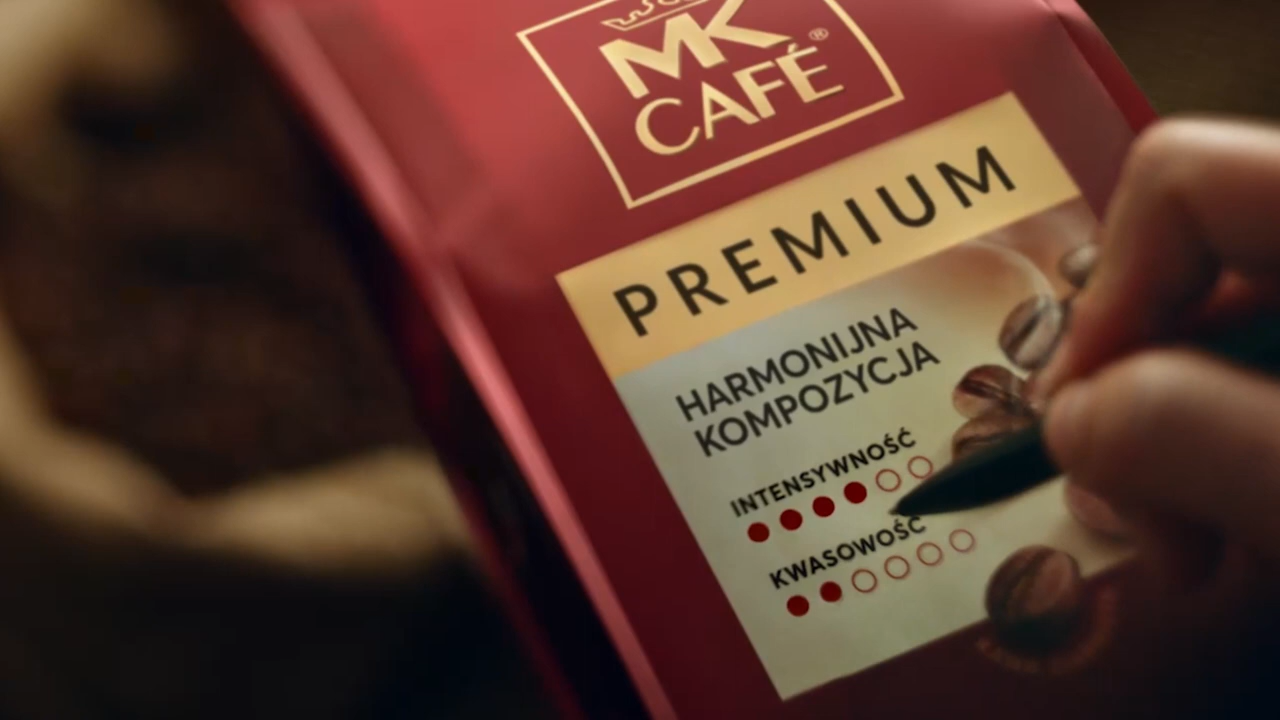 MK
CAFÉ®
PREMIUM
HARMONIJNA
KOMPOZYCJA
INTENSYWNOŚĆ
KWASOWOŚĆ